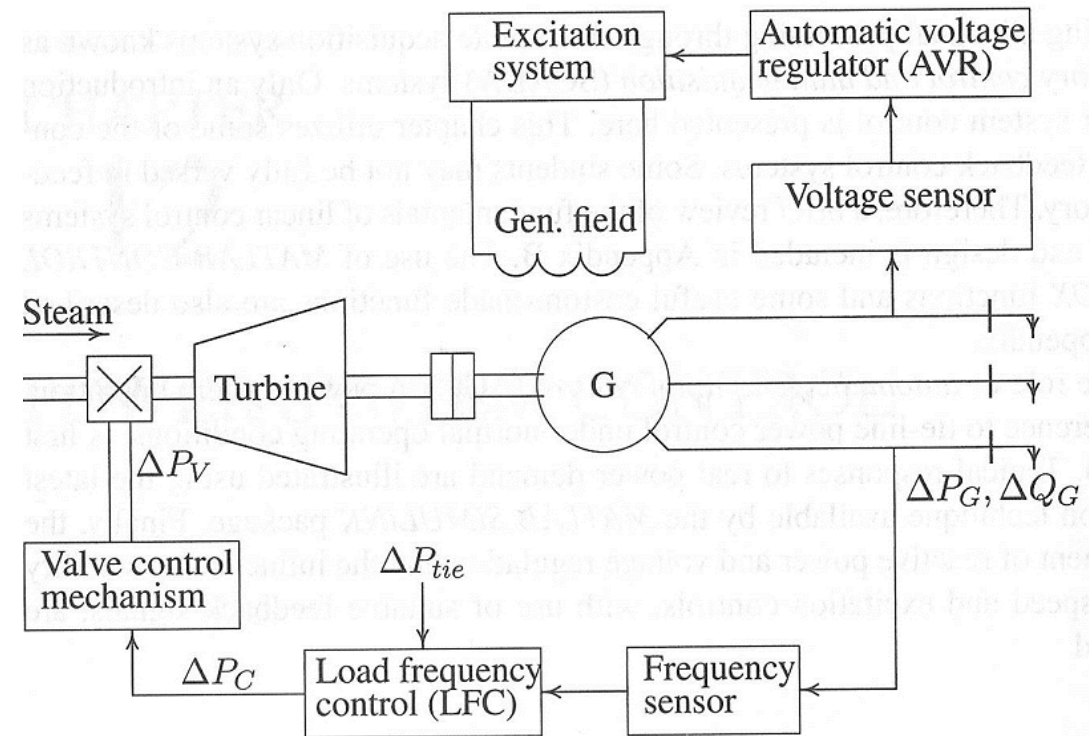 Excitation
system
Automatic voltage
regulator (AVR)
Voltage sensor
Gen. field
Steam
Turbine
G
ΔP_V
ΔP_G, ΔQ_G
Valve control
mechanism
ΔP_tie
ΔP_C
Load frequency
control (LFC)
Frequency
sensor